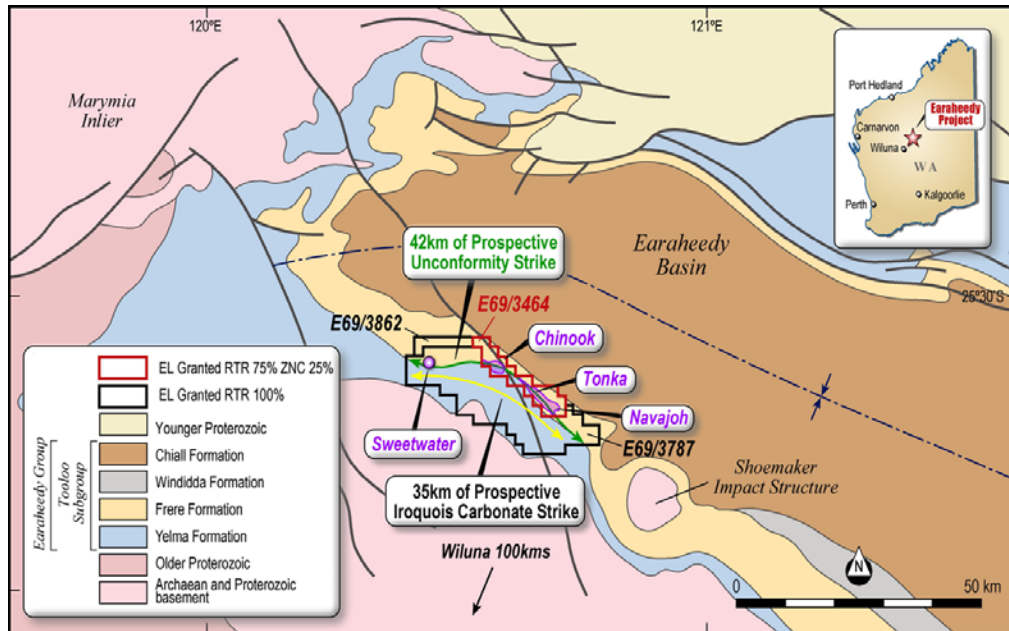 120°E
121°E
Marymia
Inlier
Port Hedland
Earaheedy
Project
Carnarvon
Wiluna
WA
Kalgoorlie
Perth
42km of Prospective
Unconformity Strike
Earaheedy
Basin
25°30'S
E69/3862
E69/3464
Chinook
Tonka
Navajoh
Sweetwater
E69/3787
Shoemaker
Impact Structure
35km of Prospective
Iroquois Carbonate Strike
Wiluna 100kms
EL Granted RTR 75% ZNC 25%
EL Granted RTR 100%
Younger Proterozoic
Earaheedy Group
Tooloo
Subgroup
Chiall Formation
Windidda Formation
Frere Formation
Yelma Formation
Older Proterozoic
Archaean and Proterozoic
basement
N
0
50 km